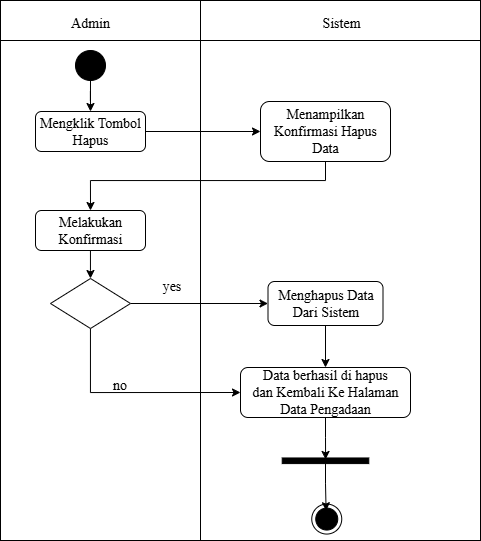 Admin
Sistem
Mengklik Tombol
Hapus
Menampilkan
Konfirmasi Hapus
Data
Melakukan
Konfirmasi
yes
Menghapus Data
Dari Sistem
no
Data berhasil di hapus
dan Kembali Ke Halaman
Data Pengadaan